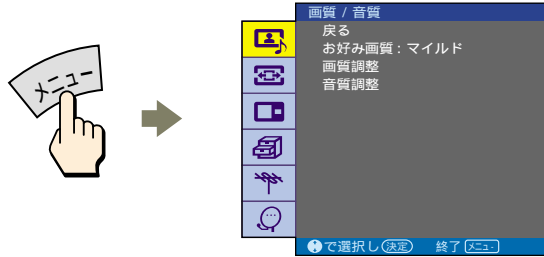 メニュー
画質 / 音質
戻る
お好み画質 : マイルド
画質調整
音質調整
で選択し 決定 終了 メニュー